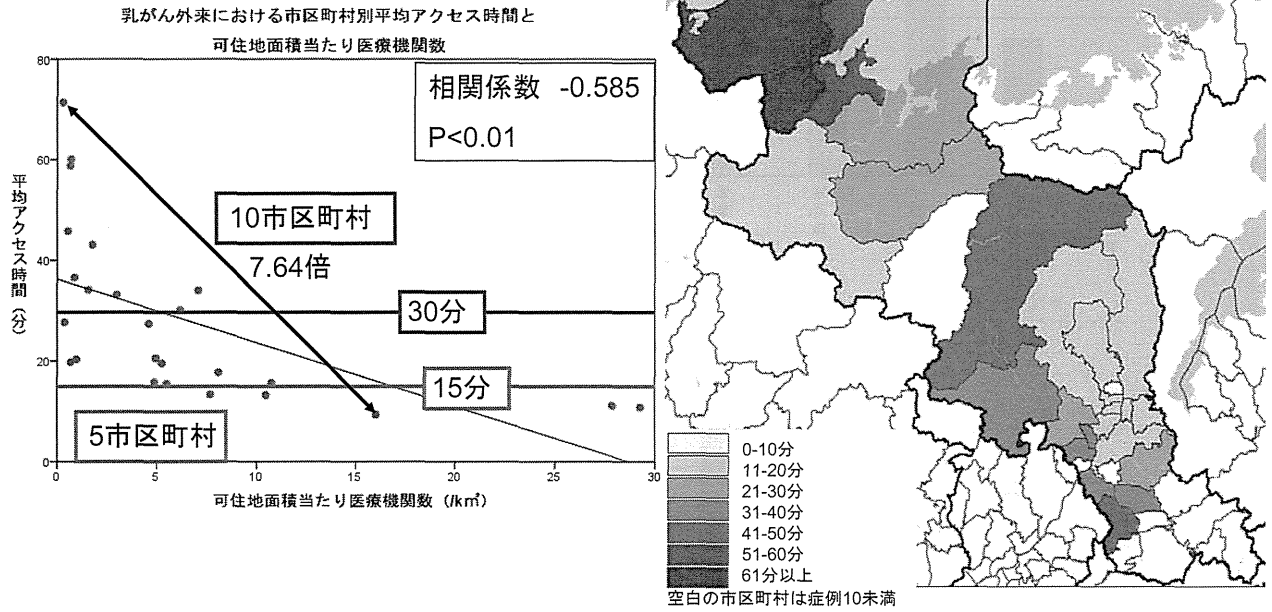 乳がん外来における市区町村別平均アクセス時間と
可住地面積当たり医療機関数
80
60
40
20
0
平均アクセス時間（分）
相関係数 -0.585
P<0.01
10市区町村
7.64倍
30分
15分
5市区町村
0 5 10 15 20 25 30
可住地面積当たり医療機関数 (/k㎡)
0-10分
11-20分
21-30分
31-40分
41-50分
51-60分
61分以上
空白の市区町村は症例10未満